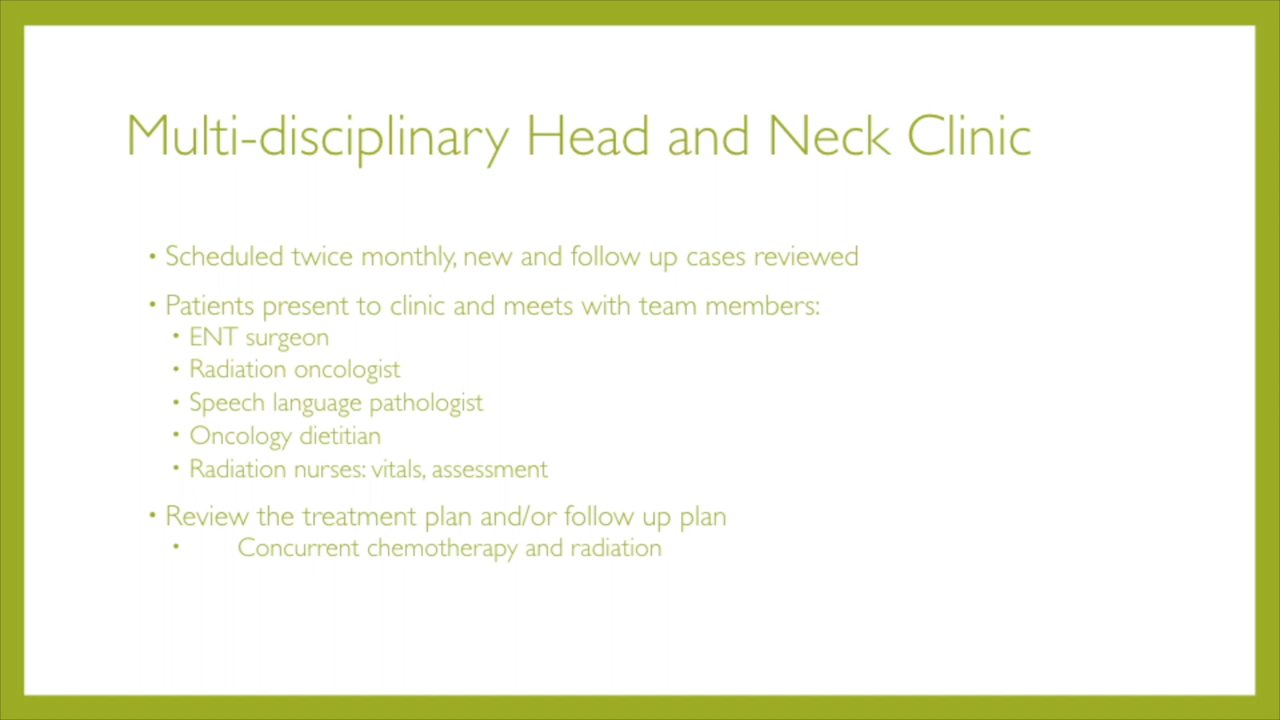 Multi-disciplinary Head and Neck Clinic
• Scheduled twice monthly, new and follow up cases reviewed
• Patients present to clinic and meets with team members:
• ENT surgeon
• Radiation oncologist
• Speech language pathologist
• Oncology dietitian
• Radiation nurses: vitals, assessment
• Review the treatment plan and/or follow up plan
• Concurrent chemotherapy and radiation